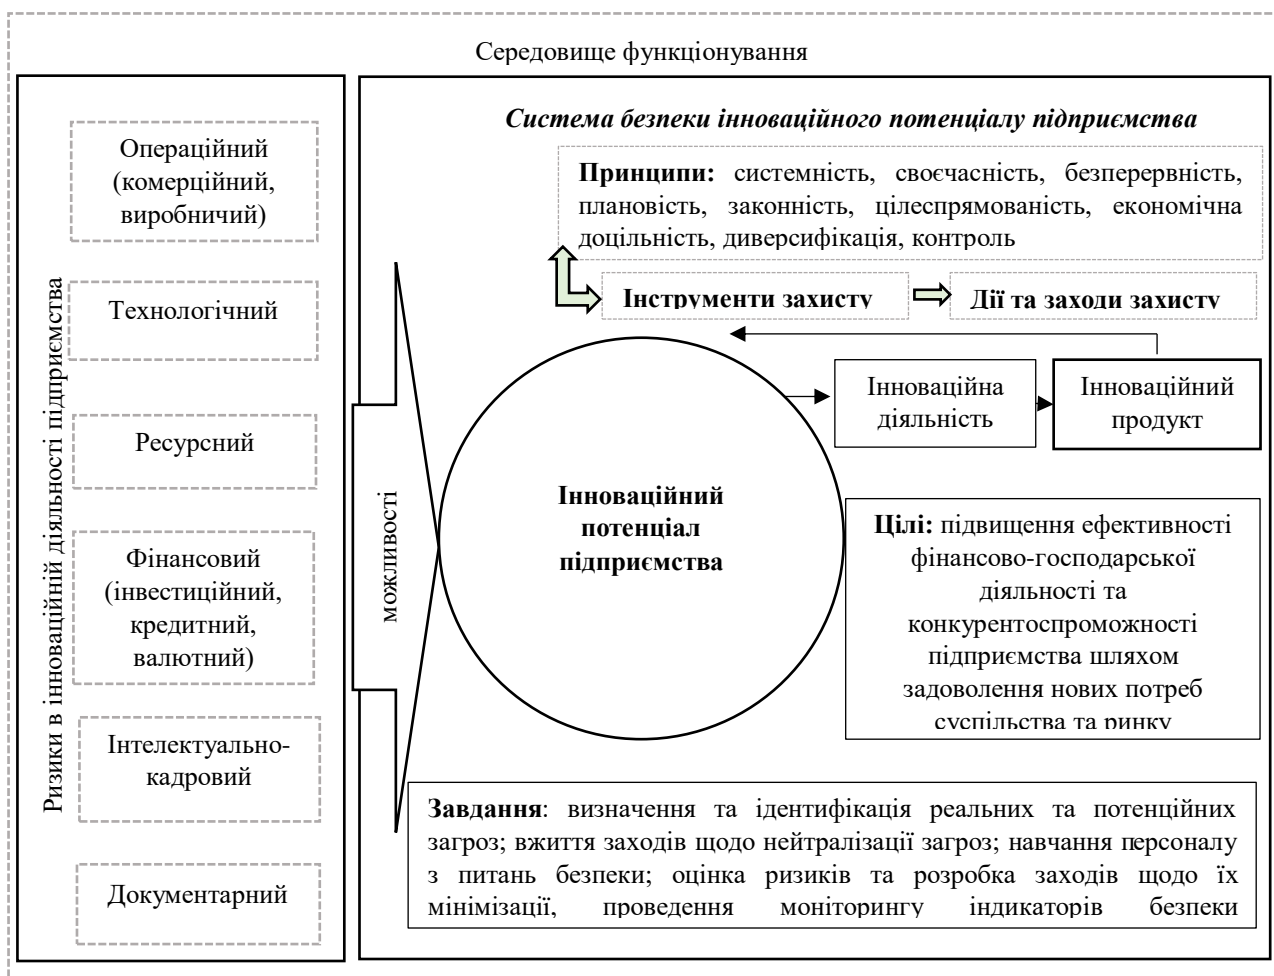 Середовище функціонування
Ризики в інноваційній діяльності підприємства
Операційний
(комерційний,
виробничий)
Технологічний
Ресурсний
Фінансовий
(інвестиційний,
кредитний,
валютний)
Інтелектуально-
кадровий
Документарний
можливості
Система безпеки інноваційного потенціалу підприємства
Принципи: системність, своєчасність, безперервність,
плановість, законність, цілеспрямованість, економічна
доцільність, диверсифікація, контроль
Інструменти захисту
Дії та заходи захисту
Інноваційна
діяльність
Інноваційний
продукт
Інноваційний
потенціал
підприємства
Цілі: підвищення ефективності
фінансово-господарської
діяльності та
конкурентоспроможності
підприємства шляхом
задоволення нових потреб
суспільства та ринку
Завдання: визначення та ідентифікація реальних та потенційних
загроз; вжиття заходів щодо нейтралізації загроз; навчання персоналу
з питань безпеки; оцінка ризиків та розробка заходів щодо їх
мінімізації, проведення моніторингу індикаторів безпеки